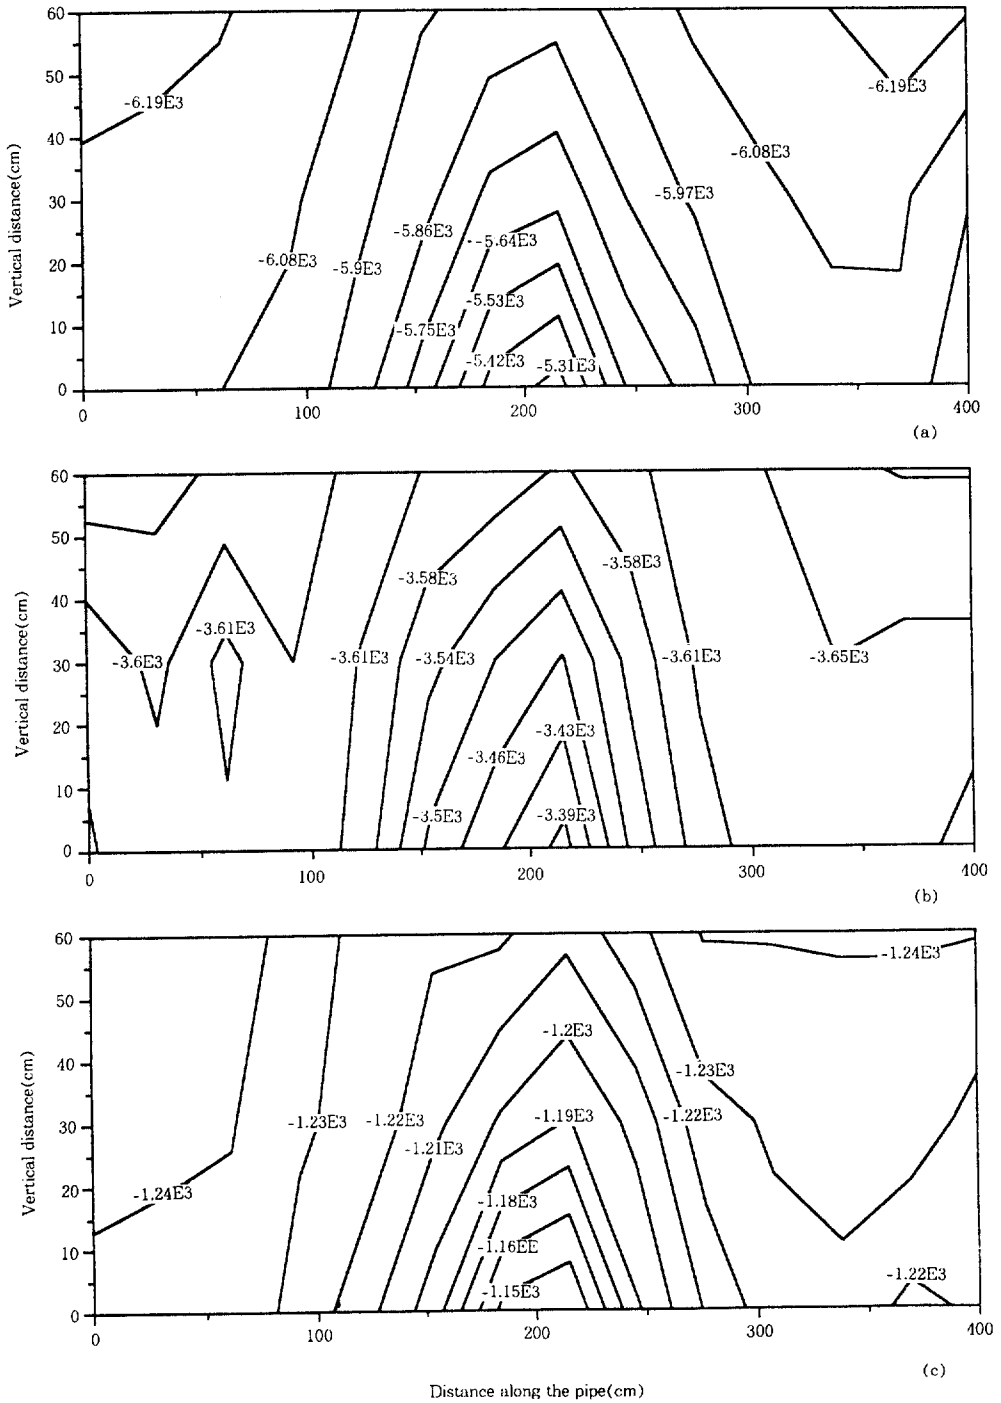 60
50
40
30
20
10
0
Vertical distance(cm)
-6.19E3
-6.19E3
-6.08E3
-5.97E3
-5.86E3
-5.64E3
-6.08E3
-5.9E3
-5.53E3
-5.75E3
-5.42E3
-5.31E3
0
100
200
300
400
(a)
60
50
40
30
20
10
0
Vertical distance(cm)
-3.58E3
-3.58E3
-3.61E3
-3.6E3
-3.61E3
-3.54E3
-3.61E3
-3.65E3
-3.43E3
-3.46E3
-3.5E3
-3.39E3
0
100
200
300
400
(b)
60
50
40
30
20
10
0
Vertical distance(cm)
-1.24E3
-1.2E3
-1.23E3
-1.23E3
-1.22E3
-1.19E3
-1.22E3
-1.21E3
-1.24E3
-1.18E3
-1.16EE
-1.22E3
-1.15E3
0
100
200
300
400
(c)
Distance along the pipe(cm)